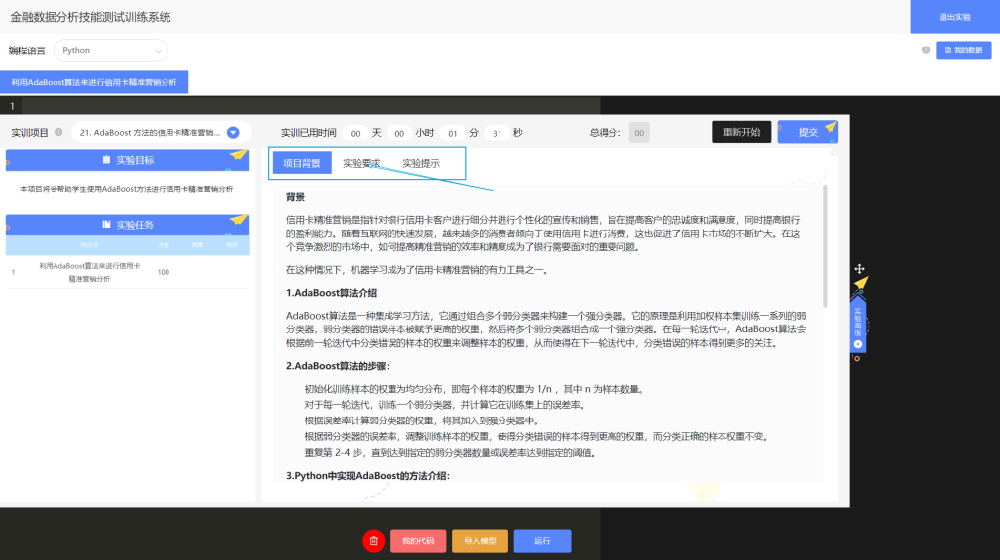 金融数据分析技能测试训练系统
退出实验
编程语言
Python
我的数据
利用AdaBoost算法来进行信用卡精准营销分析
1
实训项目
21. AdaBoost 方法的信用卡精准营销...
实训已用时间 00 天 00 小时 01 分 31 秒
总得分: 00
重新开始
提交
实验目标
本项目将会帮助学生使用AdaBoost方法进行信用卡精准营销分析
实验任务
1
利用AdaBoost算法来进行信用卡
精准营销分析
100
项目背景
实验要求
实验提示
背景
信用卡精准营销是指针对银行信用卡客户进行细分并进行个性化的宣传和销售，旨在提高客户的忠诚度和满意度，同时提高银行
的盈利能力。随着互联网的快速发展，越来越多的消费者倾向于使用信用卡进行消费，这也促进了信用卡市场的不断扩大。在这
个竞争激烈的市场中，如何提高精准营销的效率和精度成为了银行需要面对的重要问题。
在这种情况下，机器学习成为了信用卡精准营销的有力工具之一。
1.AdaBoost算法介绍
AdaBoost算法是一种集成学习方法，它通过组合多个弱分类器来构建一个强分类器。它的原理是利用加权样本集训练一系列的弱
分类器，弱分类器的错误样本被赋予更高的权重，然后将多个弱分类器组合成一个强分类器。在每一轮迭代中，AdaBoost算法会
根据前一轮迭代中分类错误的样本的权重来调整样本的权重，从而使得在下一轮迭代中，分类错误的样本得到更多的关注。
2.AdaBoost算法的步骤：
初始化训练样本的权重为均匀分布，即每个样本的权重为 1/n ，其中 n 为样本数量。
对于每一轮迭代，训练一个弱分类器，并计算它在训练集上的误差率。
根据误差率计算弱分类器的权重，将其加入到强分类器中。
根据弱分类器的误差率，调整训练样本的权重，使得分类错误的样本得到更高的权重，而分类正确的样本权重不变。
重复第 2-4 步，直到达到指定的弱分类器数量或误差率达到指定的阈值。
3.Python中实现AdaBoost的方法介绍：
实验面板
我的代码
导入模型
运行